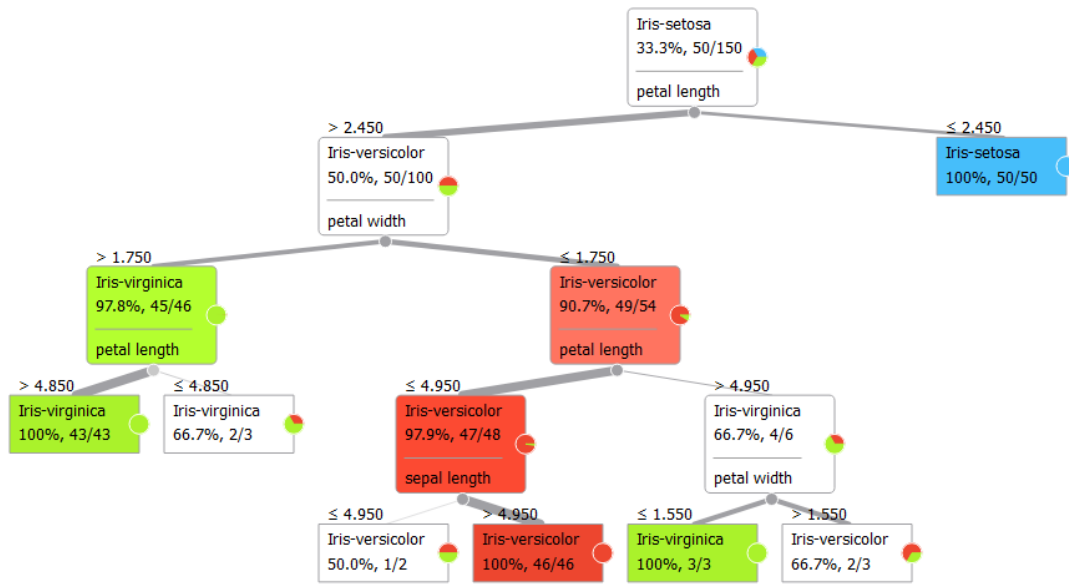 Iris-setosa
33.3%, 50/150
petal length
> 2.450
≤ 2.450
Iris-versicolor
50.0%, 50/100
petal width
Iris-setosa
100%, 50/50
> 1.750
≤ 1.750
Iris-virginica
97.8%, 45/46
petal length
Iris-versicolor
90.7%, 49/54
petal length
> 4.850
≤ 4.850
≤ 4.950
> 4.950
Iris-virginica
100%, 43/43
Iris-virginica
66.7%, 2/3
Iris-versicolor
97.9%, 47/48
sepal length
Iris-virginica
66.7%, 4/6
petal width
≤ 4.950
> 4.950
≤ 1.550
> 1.550
Iris-versicolor
50.0%, 1/2
Iris-versicolor
100%, 46/46
Iris-virginica
100%, 3/3
Iris-versicolor
66.7%, 2/3